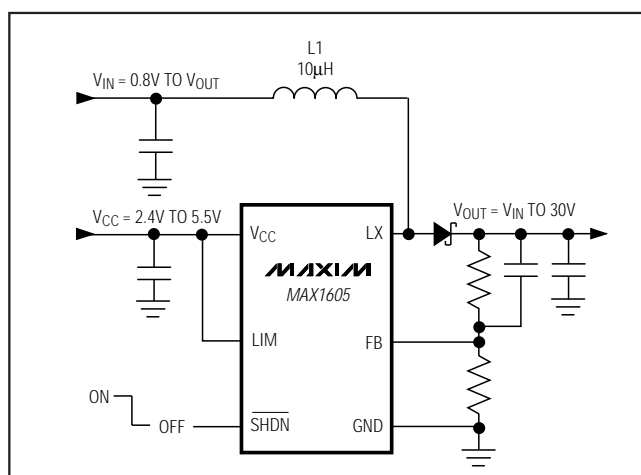 L1
10µH
V_IN = 0.8V TO V_OUT
V_CC = 2.4V TO 5.5V
V_OUT = V_IN TO 30V
V_CC
LX
MAXIM
MAX1605
LIM
FB
ON
OFF
SHDN
GND